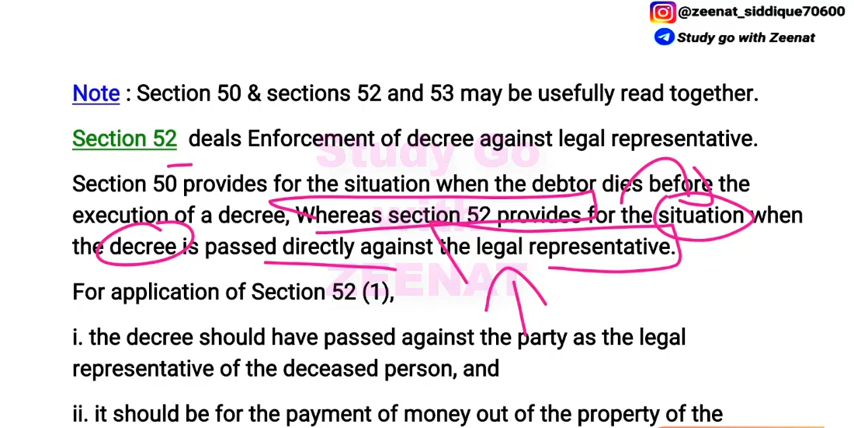 @zeenat_siddique70600
Study go with Zeenat
Note : Section 50 & sections 52 and 53 may be usefully read together.
Section 52 deals Enforcement of decree against legal representative.
Section 50 provides for the situation when the debtor dies before the
execution of a decree, Whereas section 52 provides for the situation when
the decree is passed directly against the legal representative.
For application of Section 52 (1),
i. the decree should have passed against the party as the legal
representative of the deceased person, and
ii. it should be for the payment of money out of the property of the
Study Go
with
ZEENAT